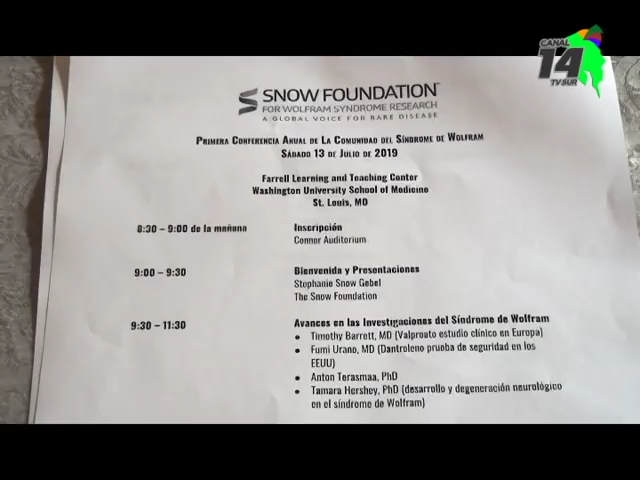 CANAL
14
TV SUR
SNOW FOUNDATION
FOR WOLFRAM SYNDROME RESEARCH
A GLOBAL VOICE FOR RARE DISEASE
Primera Conferencia Anual de La Comunidad del Síndrome de Wolfram
Sábado 13 de Julio de 2019
Farrell Learning and Teaching Center
Washington University School of Medicine
St. Louis, MO
8:30 – 9:00 de la mañana Inscripción
Connor Auditorium
9:00 – 9:30 Bienvenida y Presentaciones
Stephanie Snow Gebel
The Snow Foundation
9:30 – 11:30 Avances en las Investigaciones del Síndrome de Wolfram
• Timothy Barrett, MD (Valproato estudio clínico en Europa)
• Fumi Urano, MD (Dantroleno prueba de seguridad en los
EEUU)
• Anton Terasmaa, PhD
• Tamara Hershey, PhD (desarrollo y degeneración neurológico
en el síndrome de Wolfram)